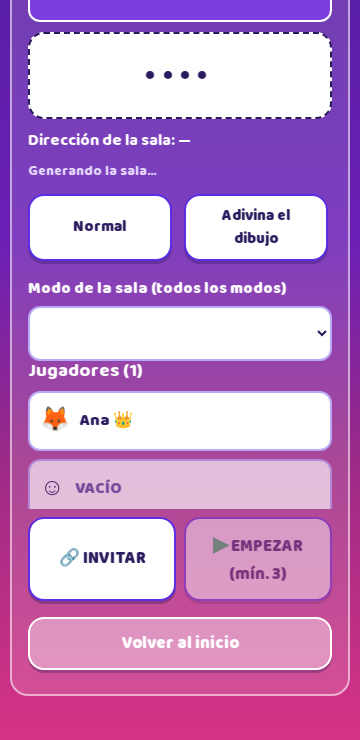 ••••
Dirección de la sala: —
Generando la sala...
Normal
Adivina el
dibujo
Modo de la sala (todos los modos)
Jugadores (1)
Ana
VACÍO
INVITAR
EMPEZAR
(mín. 3)
Volver al inicio